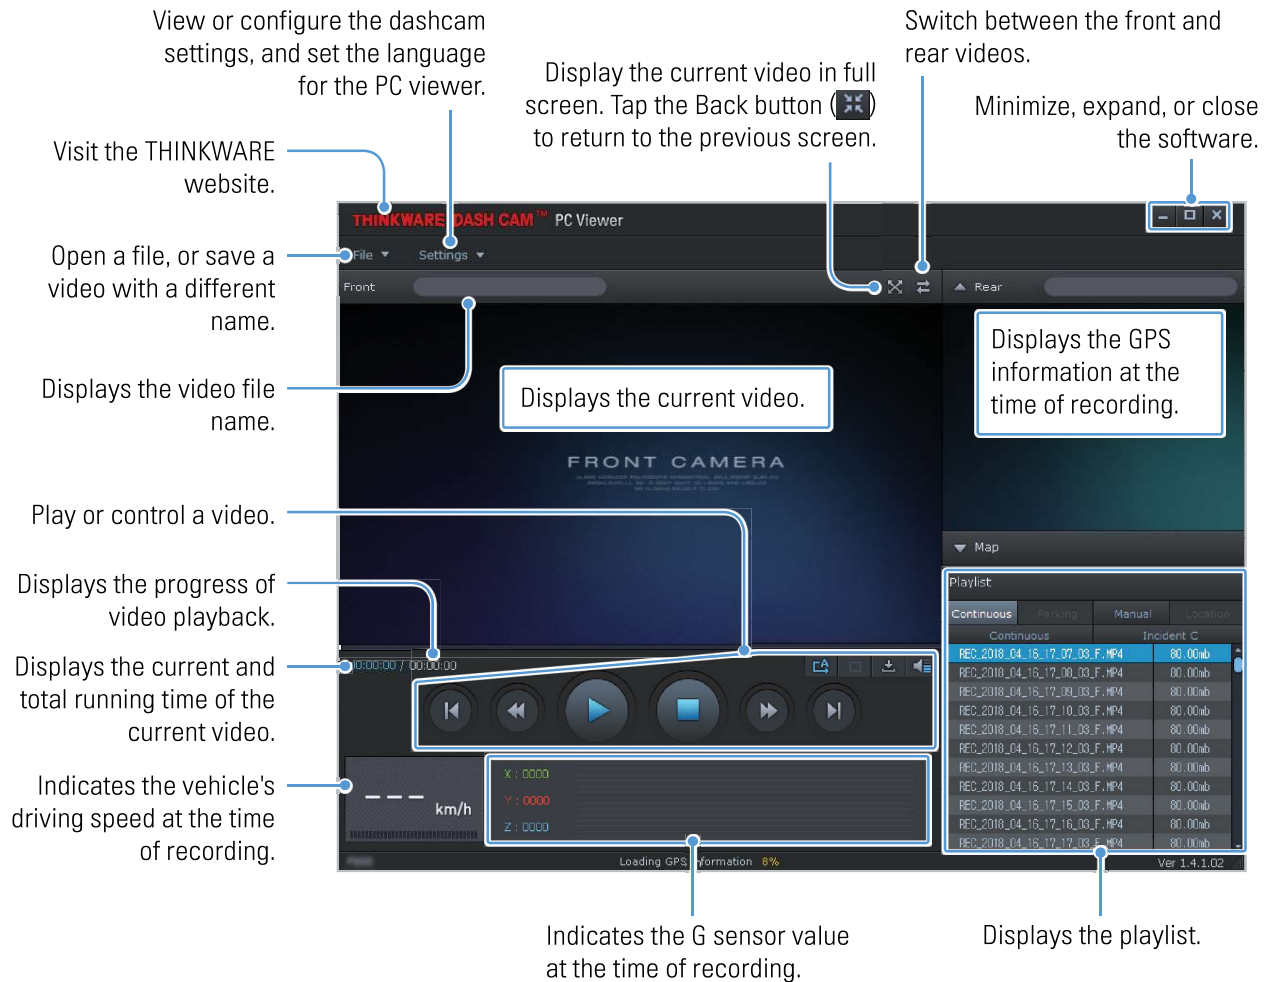 View or configure the dashcam
settings, and set the language
for the PC viewer.
Switch between the front and
rear videos.
Display the current video in full
screen. Tap the Back button (
)
to return to the previous screen.
Minimize, expand, or close
the software.
Visit the THINKWARE
website.
Open a file, or save a
video with a different
name.
Displays the video file
name.
Play or control a video.
Displays the progress of
video playback.
Displays the current and
total running time of the
current video.
Indicates the vehicle's
driving speed at the time
of recording.
THINKWARE DASH CAM™ PC Viewer
File
Settings
Front
Rear
Displays the current video.
Displays the GPS
information at the
time of recording.
FRONT CAMERA
Map
Playlist
Continuous
Parking
Manual
Location
Continuous
Incident C
REC_2018_04_16_17_07_03_F.MP4 80.00mb
REC_2018_04_16_17_08_03_F.MP4 80.00mb
REC_2018_04_16_17_09_03_F.MP4 80.00mb
REC_2018_04_16_17_10_03_F.MP4 80.00mb
REC_2018_04_16_17_11_03_F.MP4 80.00mb
REC_2018_04_16_17_12_03_F.MP4 80.00mb
REC_2018_04_16_17_13_03_F.MP4 80.00mb
REC_2018_04_16_17_14_03_F.MP4 80.00mb
REC_2018_04_16_17_15_03_F.MP4 80.00mb
REC_2018_04_16_17_16_03_F.MP4 80.00mb
REC_2018_04_16_17_17_03_F.MP4 80.00mb
00:00:00 / 00:00:00
--- km/h
X : 0000
Y : 0000
Z : 0000
Loading GPS information 8%
Ver 1.4.1.02
Indicates the G sensor value
at the time of recording.
Displays the playlist.